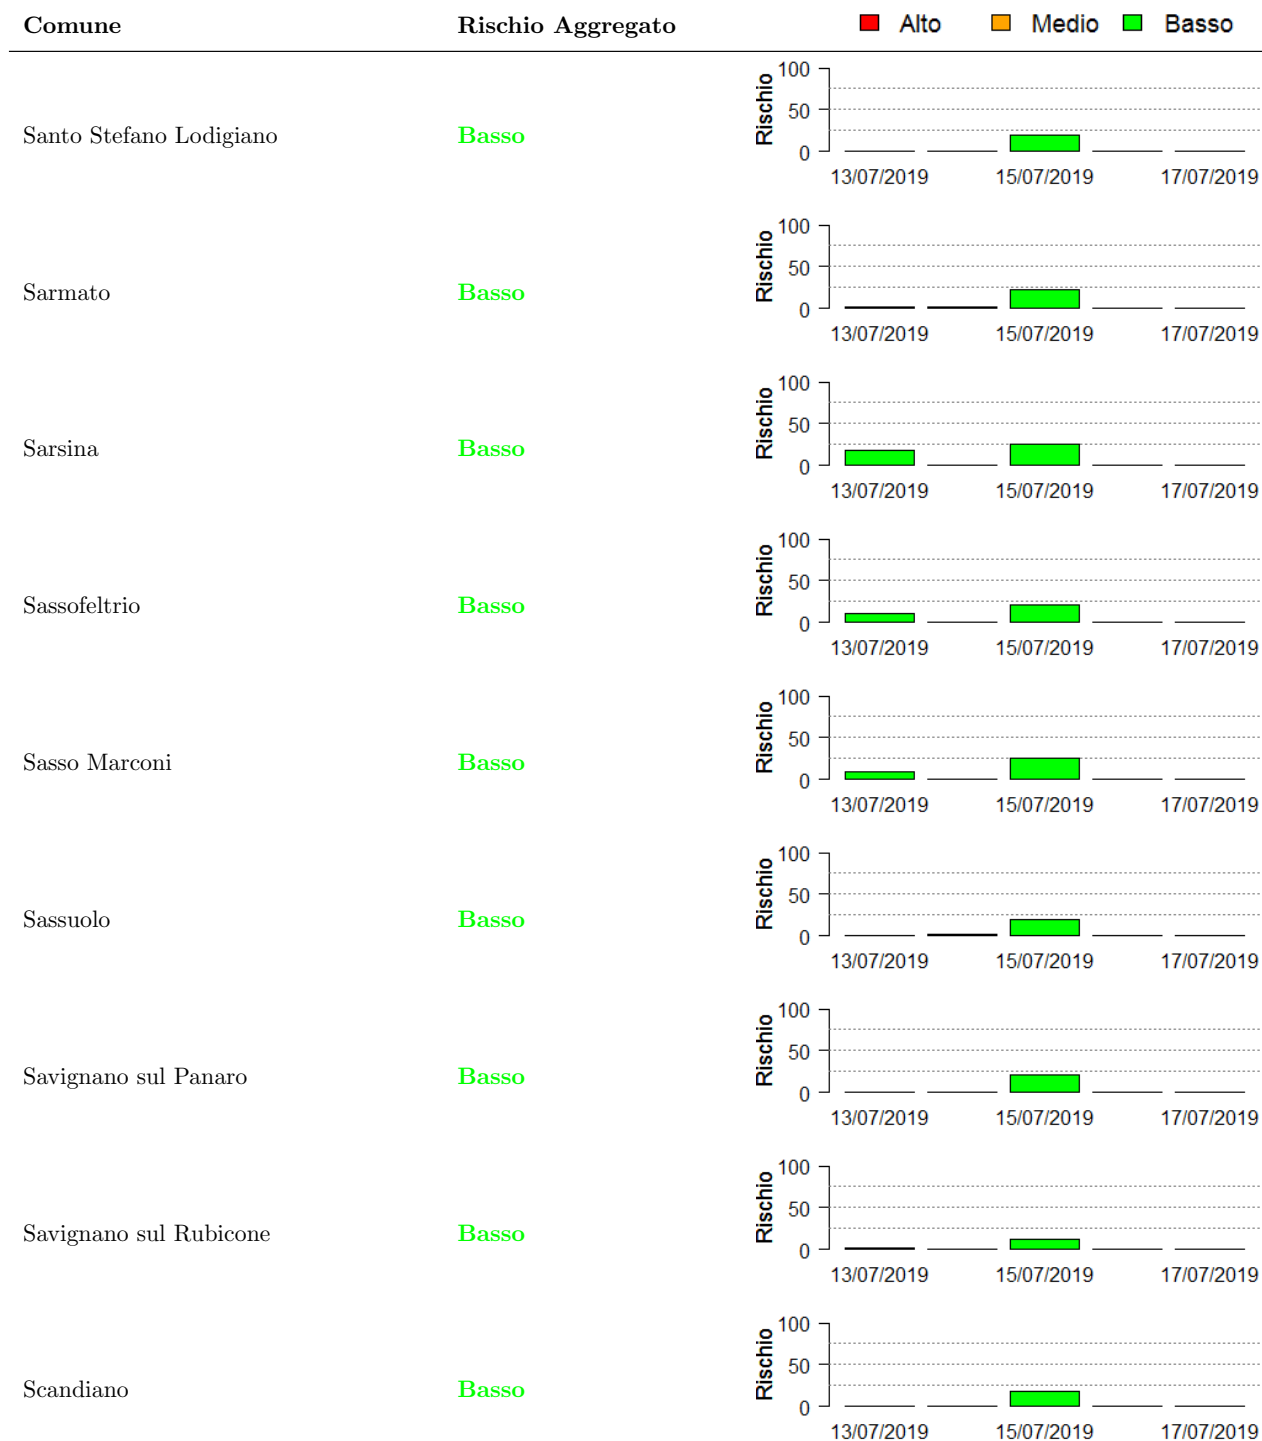 Comune Rischio Aggregato Alto Medio Basso
100
50
0
Rischio
Santo Stefano Lodigiano Basso
13/07/2019 15/07/2019 17/07/2019
100
50
0
Rischio
Sarmato Basso
13/07/2019 15/07/2019 17/07/2019
100
50
0
Rischio
Sarsina Basso
13/07/2019 15/07/2019 17/07/2019
100
50
0
Rischio
Sassofeltrio Basso
13/07/2019 15/07/2019 17/07/2019
100
50
0
Rischio
Sasso Marconi Basso
13/07/2019 15/07/2019 17/07/2019
100
50
0
Rischio
Sassuolo Basso
13/07/2019 15/07/2019 17/07/2019
100
50
0
Rischio
Savignano sul Panaro Basso
13/07/2019 15/07/2019 17/07/2019
100
50
0
Rischio
Savignano sul Rubicone Basso
13/07/2019 15/07/2019 17/07/2019
100
50
0
Rischio
Scandiano Basso
13/07/2019 15/07/2019 17/07/2019